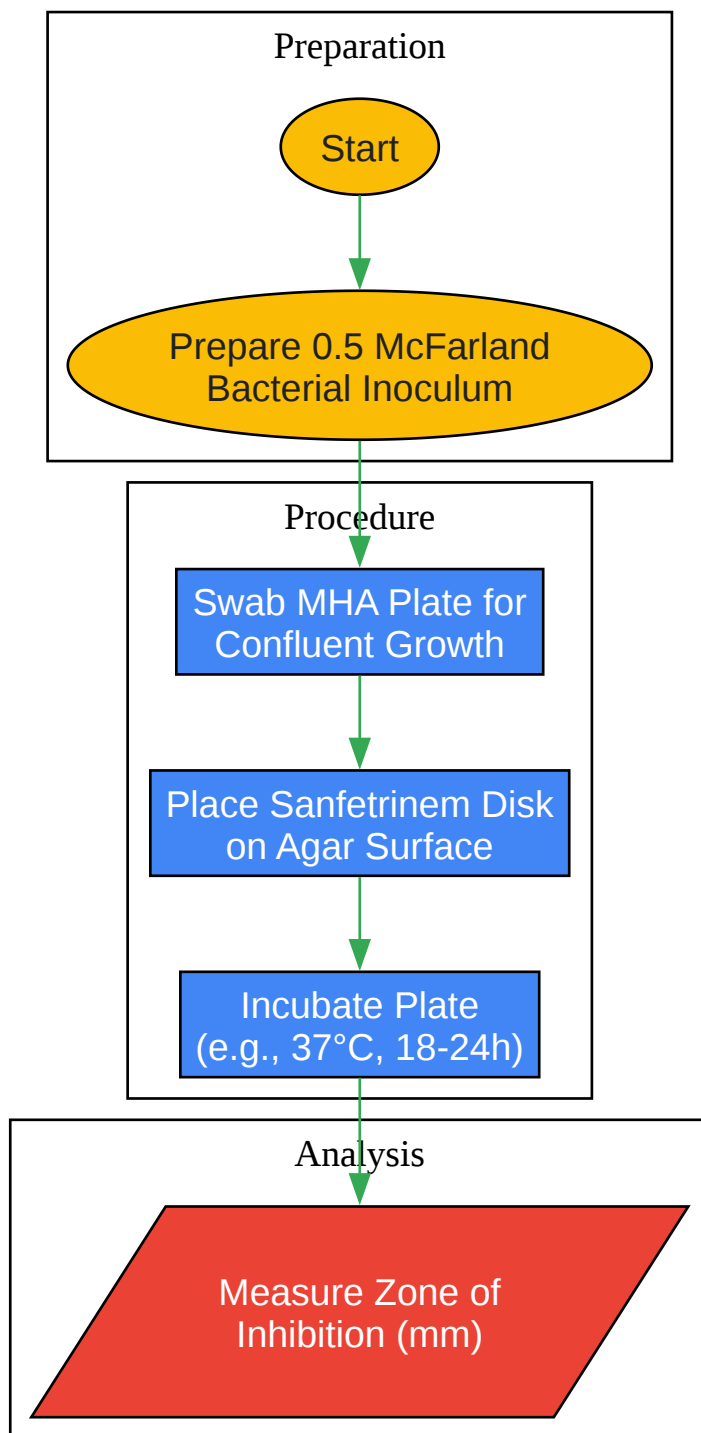 Preparation
Start
Prepare 0.5 McFarland
Bacterial Inoculum
Procedure
Swab MHA Plate for
Confluent Growth
Place Sanfetrinem Disk
on Agar Surface
Incubate Plate
(e.g., 37°C, 18-24h)
Analysis
Measure Zone of
Inhibition (mm)